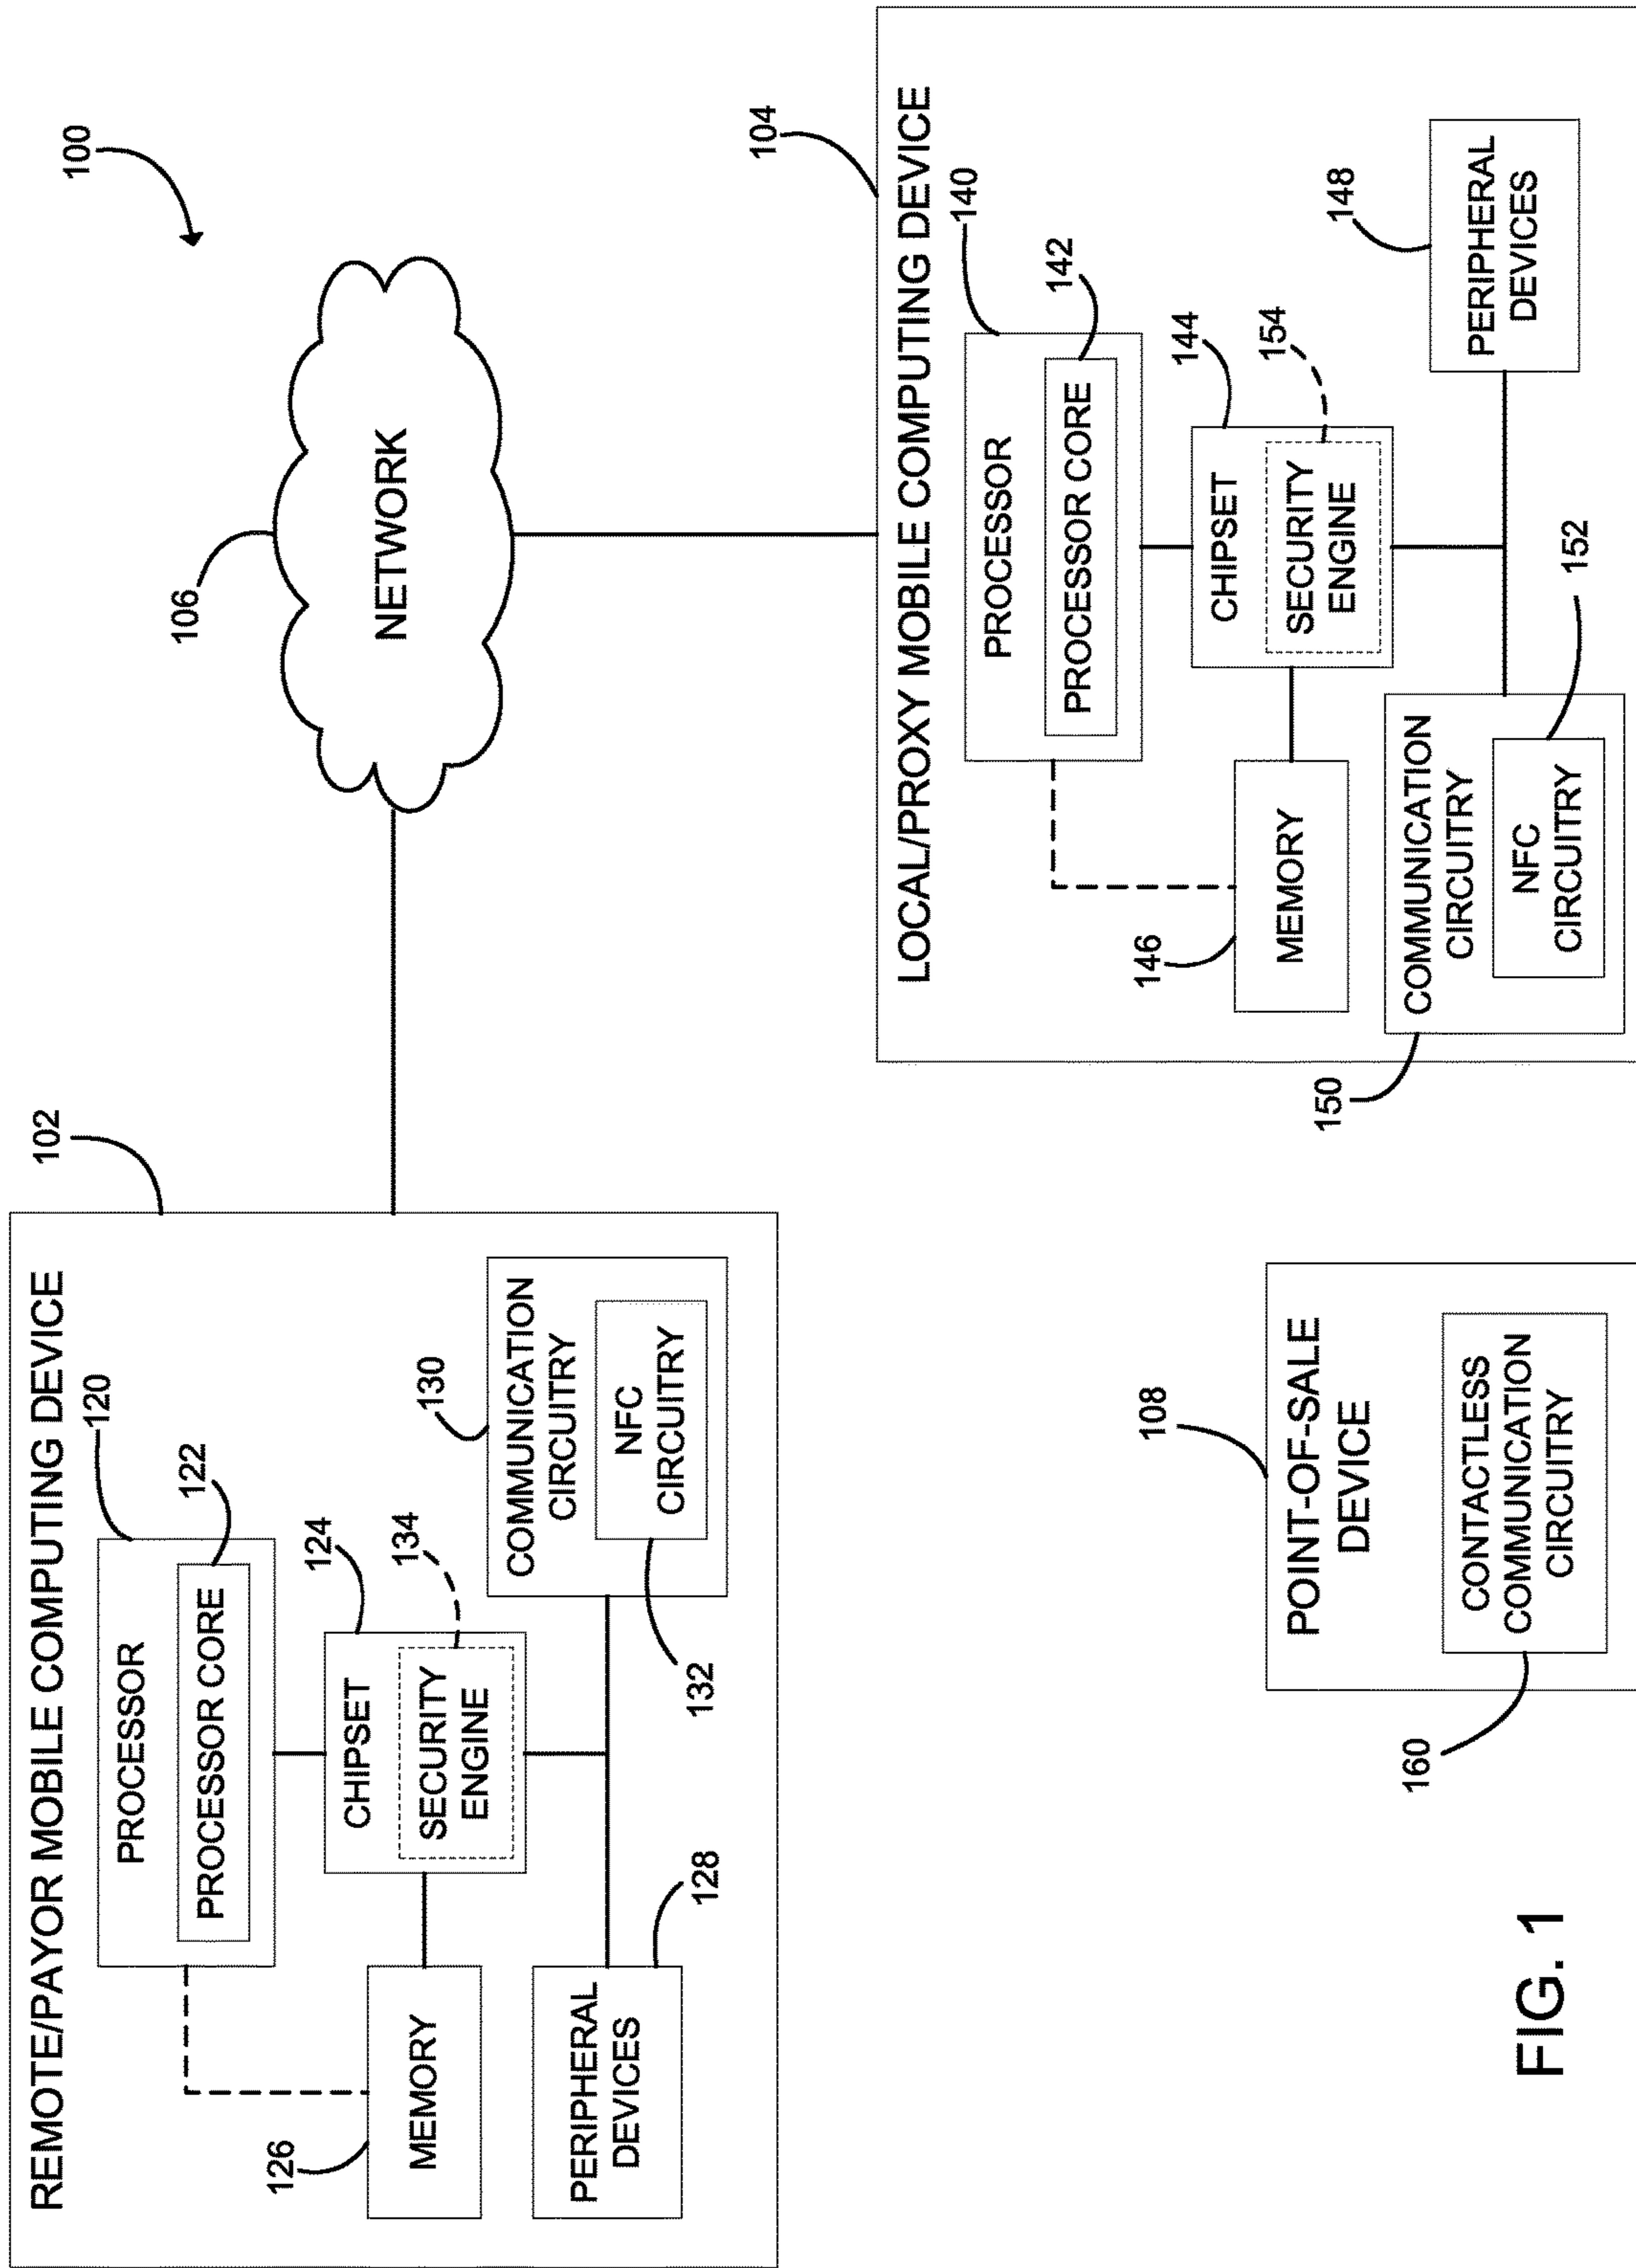 100
REMOTE/PAYOR MOBILE COMPUTING DEVICE
102
120
PROCESSOR
122
PROCESSOR CORE
124
CHIPSET
134
SECURITY
ENGINE
126
MEMORY
130
COMMUNICATION
CIRCUITRY
NFC
CIRCUITRY
132
PERIPHERAL
DEVICES
128
106
NETWORK
104
LOCAL/PROXY MOBILE COMPUTING DEVICE
140
PROCESSOR
142
PROCESSOR CORE
144
CHIPSET
154
SECURITY
ENGINE
146
MEMORY
148
PERIPHERAL
DEVICES
150
COMMUNICATION
CIRCUITRY
152
NFC
CIRCUITRY
108
POINT-OF-SALE
DEVICE
CONTACTLESS
COMMUNICATION
CIRCUITRY
160
FIG. 1